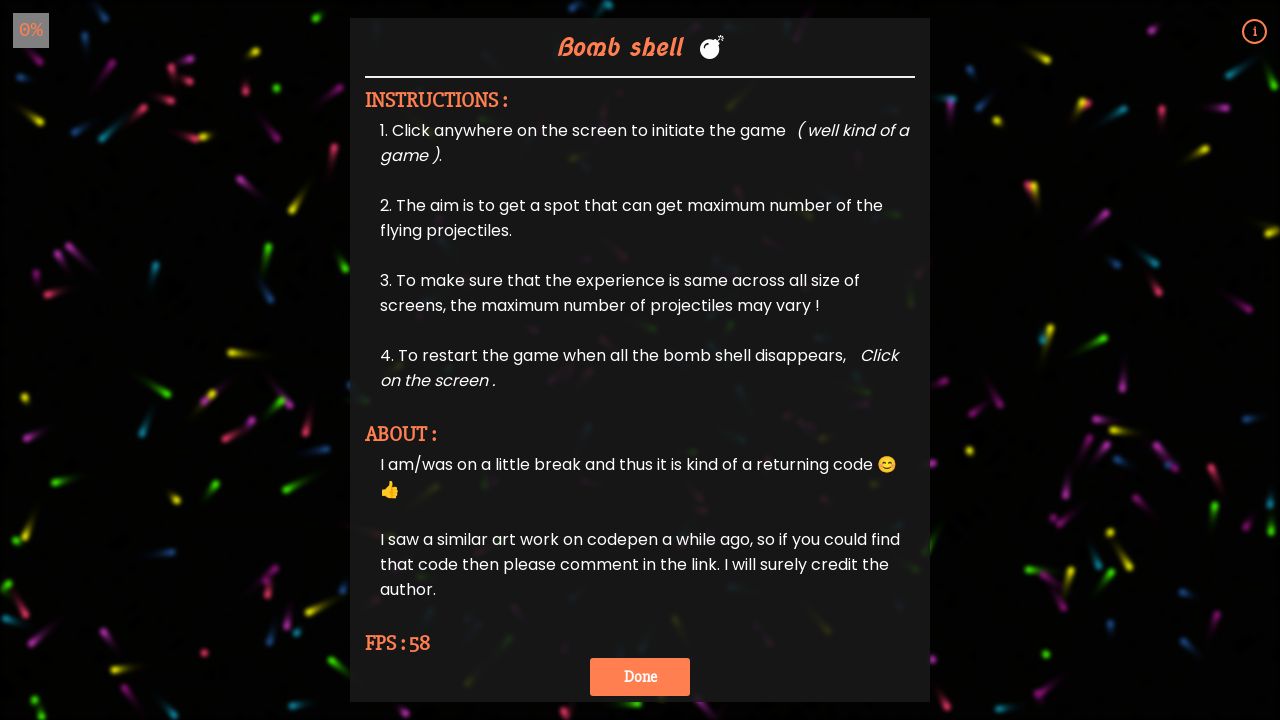 0%
i
Bomb shell 💣
INSTRUCTIONS :
1. Click anywhere on the screen to initiate the game ( well kind of a
game ).
2. The aim is to get a spot that can get maximum number of the
flying projectiles.
3. To make sure that the experience is same across all size of
screens, the maximum number of projectiles may vary !
4. To restart the game when all the bomb shell disappears, Click
on the screen .
ABOUT :
I am/was on a little break and thus it is kind of a returning code 😊
👍
I saw a similar art work on codepen a while ago, so if you could find
that code then please comment in the link. I will surely credit the
author.
FPS : 58
Done